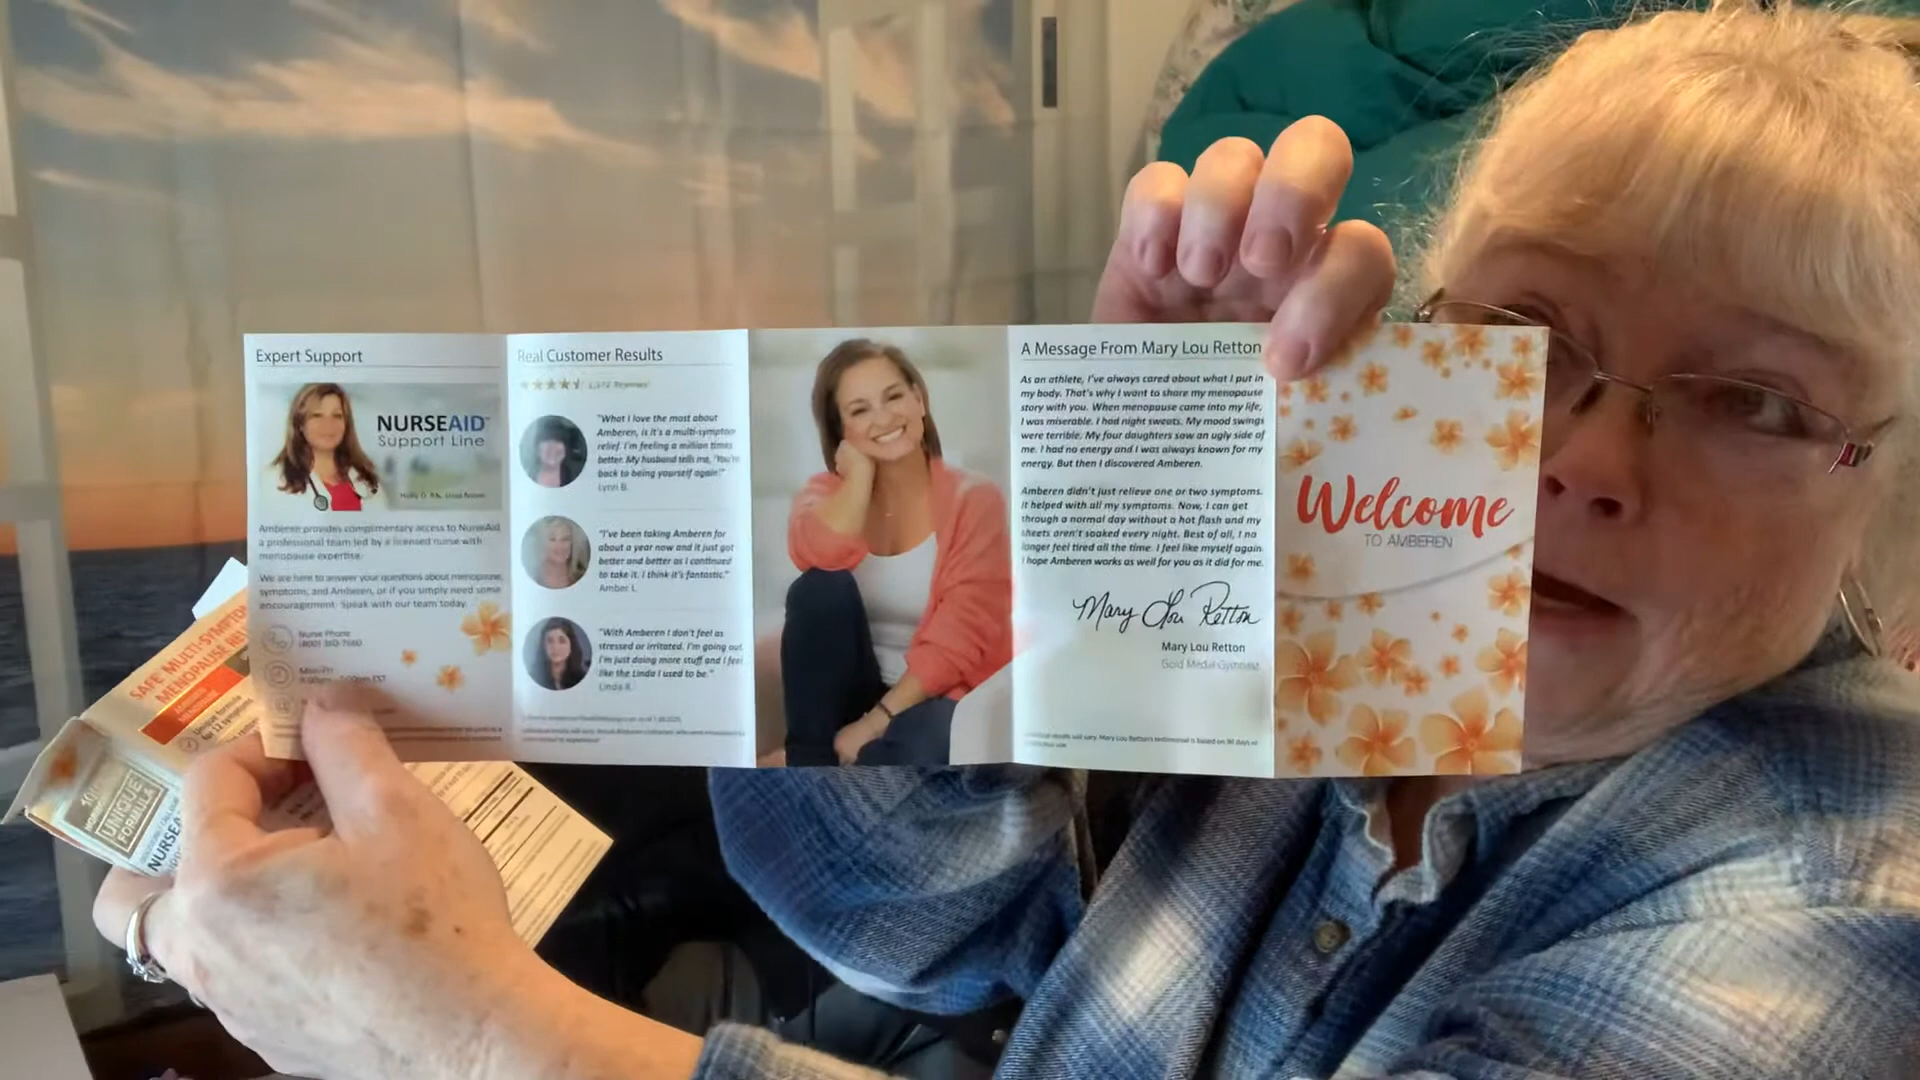 Expert Support
NURSEAID
Support Line
Amberen provides complimentary access to NurseAid
a professional team led by a licensed nurse with
menopause expertise.
We are here to answer your questions about menopause,
symptoms, and Amberen, or if you simply need some
encouragement. Speak with our team today.
Nurse Phone
Real Customer Results
"What I love the most about
Amberen, is it's a multi-symptom
relief. I'm feeling a million times
better. My husband tells me, 'You're
back to being yourself again!'"
Lynn B.
"I've been taking Amberen for
about a year now and it just got
better and better as I continued
to take it. I think it's fantastic."
Amber L.
"With Amberen I don't feel as
stressed or irritated. I'm going out
I'm just doing more stuff and I feel
like the Linda I used to be."
Linda R.
A Message From Mary Lou Retton
As an athlete, I've always cared about what I put in
my body. That's why I want to share my menopause
story with you. When menopause came into my life,
I was miserable. I had night sweats. My mood swings
were terrible. My four daughters saw an ugly side of
me. I had no energy and I was always known for my
energy. But then I discovered Amberen.
Amberen didn't just relieve one or two symptoms.
It helped with all my symptoms. Now, I can get
through a normal day without a hot flash and my
sheets aren't soaked every night. Best of all, I no
longer feel tired all the time. I feel like myself again.
I hope Amberen works as well for you as it did for me.
Mary Lou Retton
Mary Lou Retton
Gold Medal Gymnast
Welcome
TO AMBEREN
SAFE MULTI-SYMPTOM
MENOPAUSE
Unique formula
for 12 symptoms
UNIQUE
FORMULA